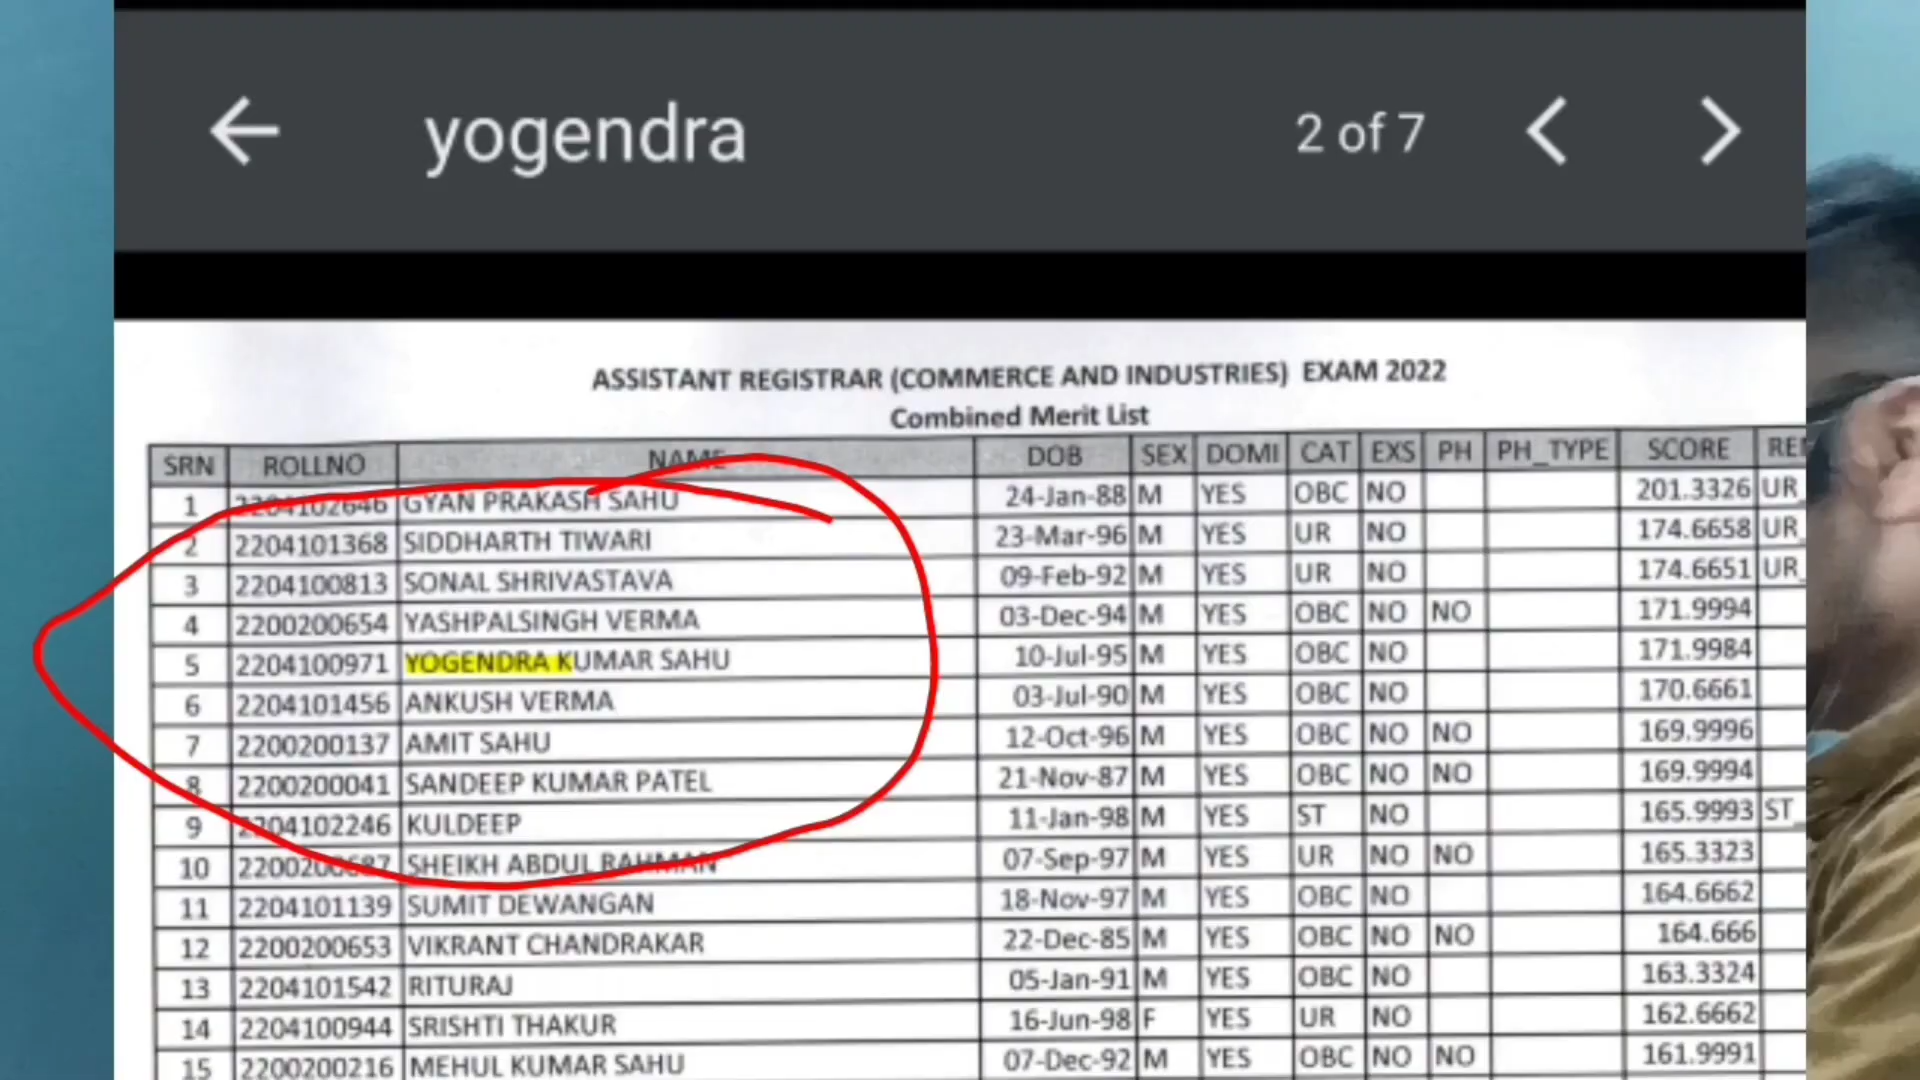 yogendra 2 of 7
ASSISTANT REGISTRAR (COMMERCE AND INDUSTRIES) EXAM 2022
Combined Merit List
SRN ROLLNO NAME DOB SEX DOMI CAT EXS PH PH_TYPE SCORE
1 2204102646 GYAN PRAKASH SAHU 24-Jan-88 M YES OBC NO 201.3326 UR_
2 2204101368 SIDDHARTH TIWARI 23-Mar-96 M YES UR NO 174.6658 UR_
3 2204100813 SONAL SHRIVASTAVA 09-Feb-92 M YES UR NO 174.6651 UR_
4 2200200654 YASHPALSINGH VERMA 03-Dec-94 M YES OBC NO NO 171.9994
5 2204100971 YOGENDRA KUMAR SAHU 10-Jul-95 M YES OBC NO 171.9984
6 2204101456 ANKUSH VERMA 03-Jul-90 M YES OBC NO 170.6661
7 2200200137 AMIT SAHU 12-Oct-96 M YES OBC NO NO 169.9996
8 2200200041 SANDEEP KUMAR PATEL 21-Nov-87 M YES OBC NO NO 169.9994
9 2204102246 KULDEEP 11-Jan-98 M YES ST NO 165.9993 ST_
10 2200200687 SHEIKH ABDUL RAHMAN 07-Sep-97 M YES UR NO NO 165.3323
11 2204101139 SUMIT DEWANGAN 18-Nov-97 M YES OBC NO 164.6662
12 2200200653 VIKRANT CHANDRAKAR 22-Dec-85 M YES OBC NO NO 164.666
13 2204101542 RITURAJ 05-Jan-91 M YES OBC NO 163.3324
14 2204100944 SRISHTI THAKUR 16-Jun-98 F YES UR NO 162.6662
15 2200200216 MEHUL KUMAR SAHU 07-Dec-92 M YES OBC NO NO 161.9991